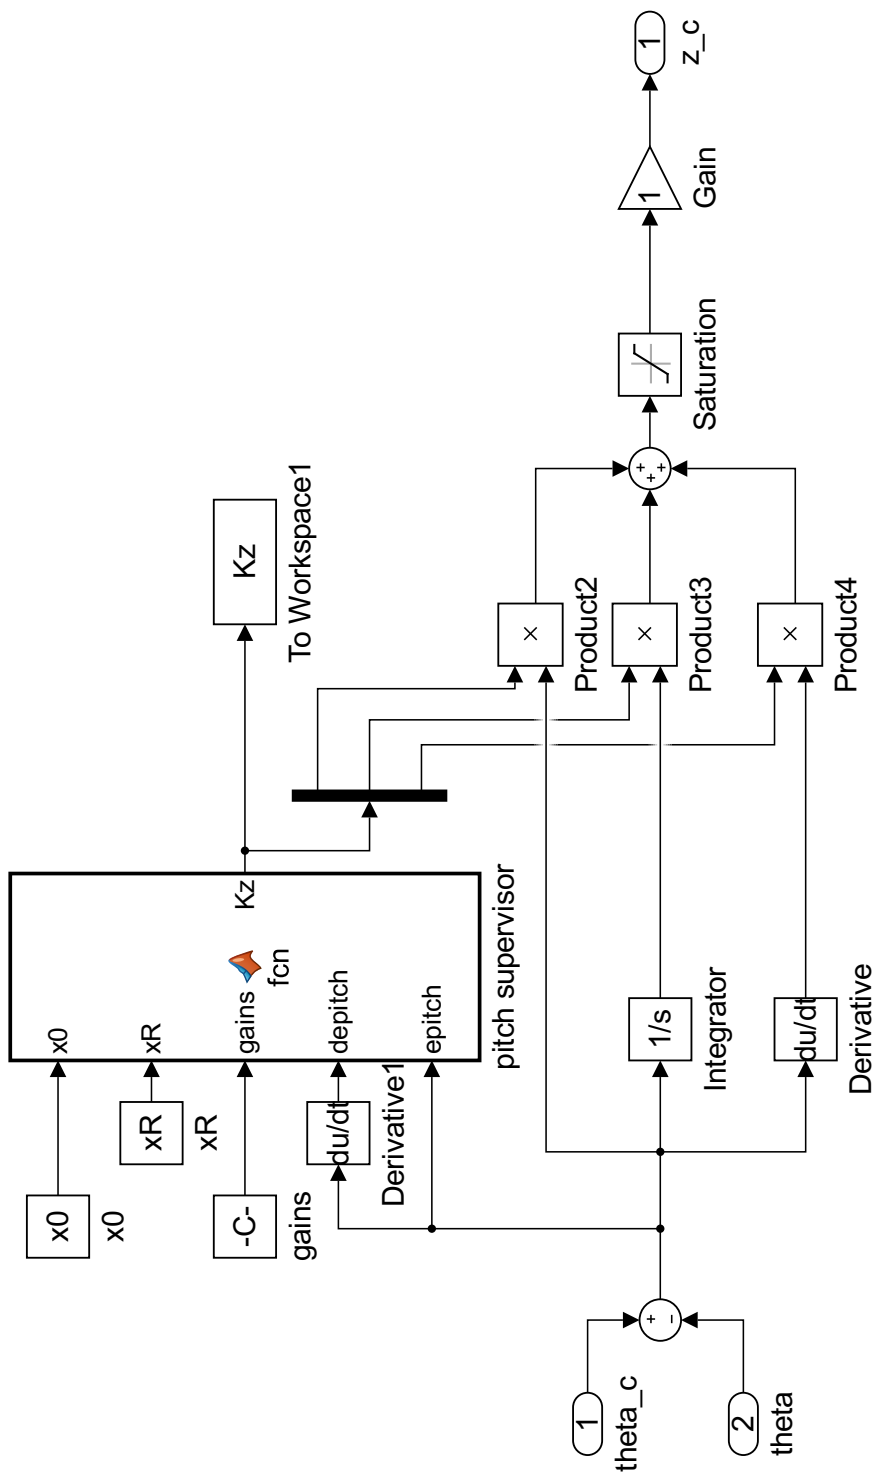 x0
x0
xR
xR
-C-
gains
du/dt
Derivative1
x0
xR
gains
depitch
epitch
fcn
Kz
pitch supervisor
Kz
To Workspace1
1
theta_c
2
theta
+
−
1/s
Integrator
du/dt
Derivative
×
Product2
×
Product3
×
Product4
+
+
+
Saturation
1
Gain
1
z_c